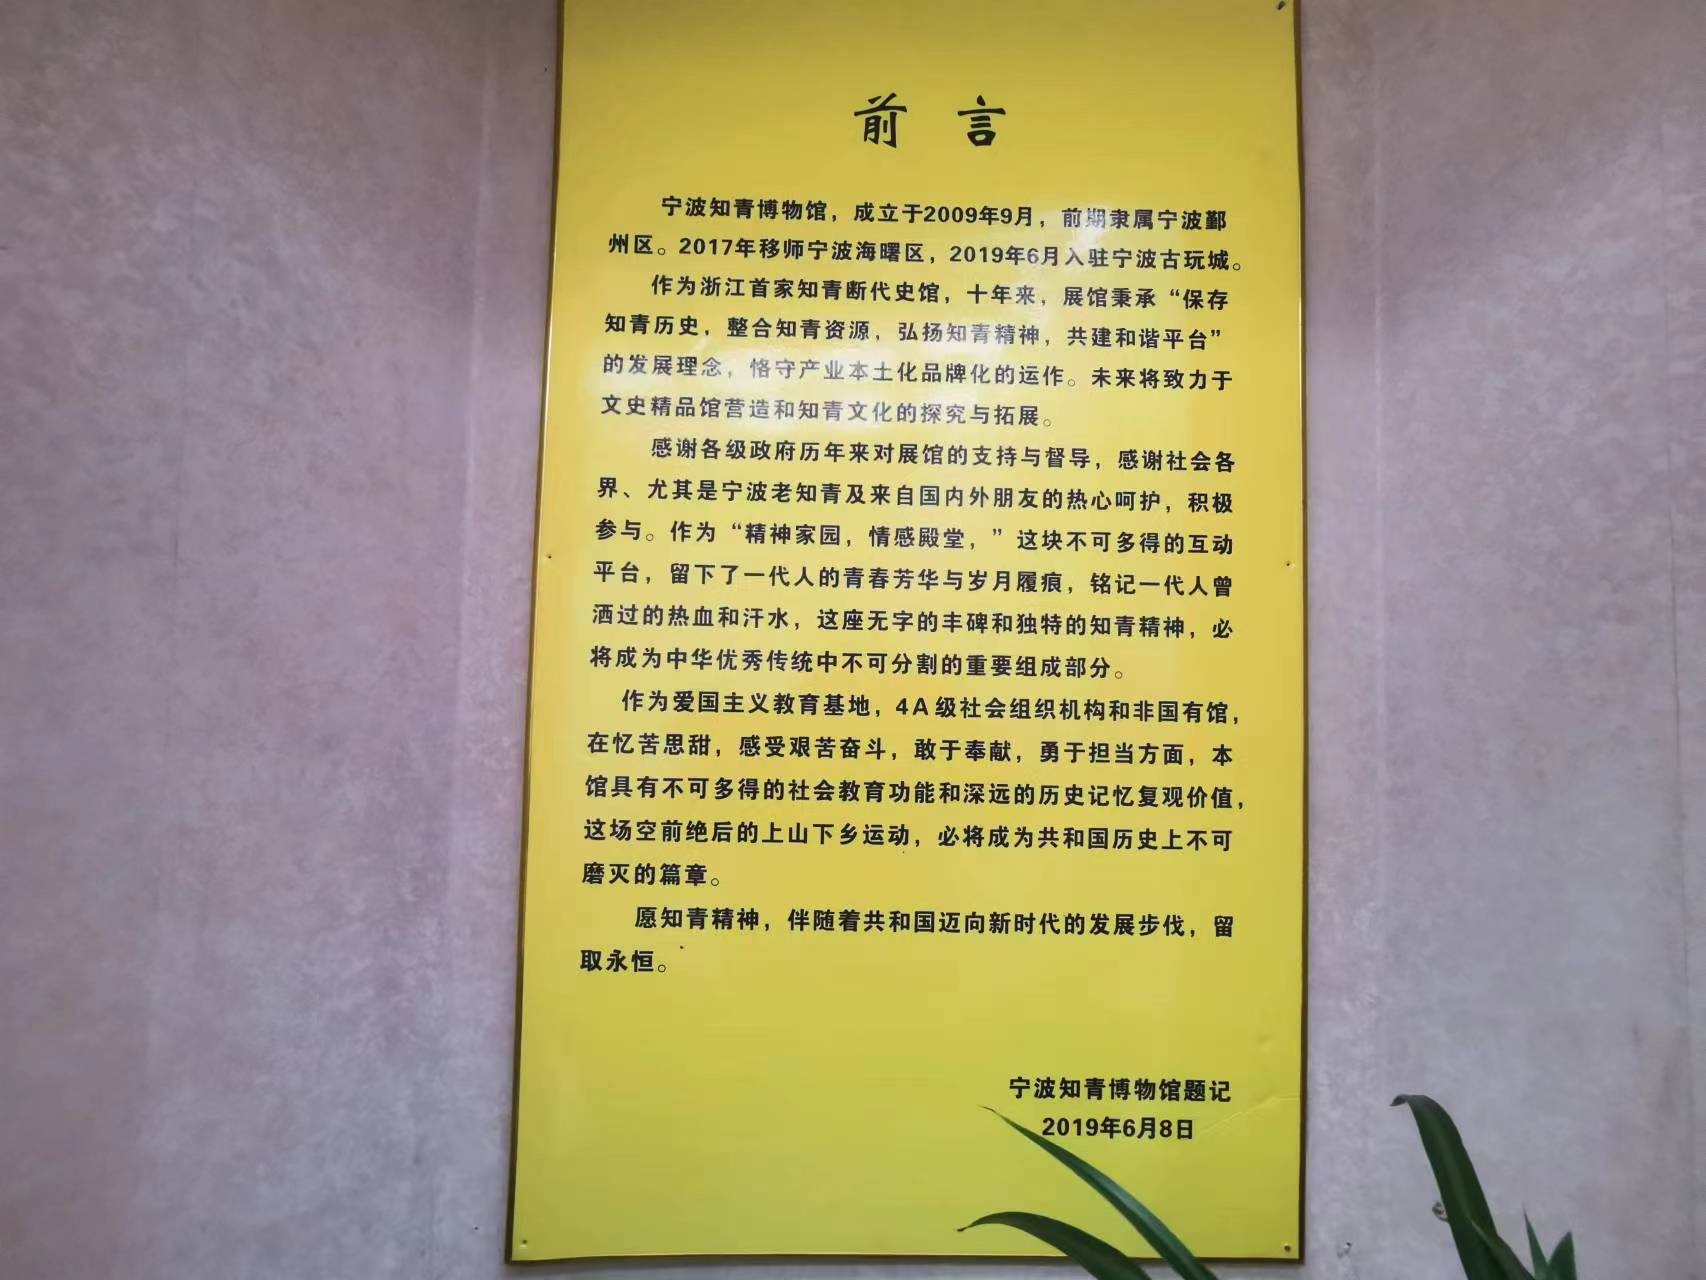 前言
宁波知青博物馆，成立于2009年9月，前期隶属宁波鄞
州区。2017年移师宁波海曙区，2019年6月入驻宁波古玩城。
作为浙江首家知青断代史馆，十年来，展馆秉承“保存
知青历史，整合知青资源，弘扬知青精神，共建和谐平台”
的发展理念，恪守产业本土化品牌化的运作。未来将致力于
文史精品馆营造和知青文化的探究与拓展。
感谢各级政府历年来对展馆的支持与督导，感谢社会各
界、尤其是宁波老知青及来自国内外朋友的热心呵护，积极
参与。作为“精神家园，情感殿堂，”这块不可多得的互动
平台，留下了一代人的青春芳华与岁月履痕，铭记一代人曾
洒过的热血和汗水，这座无字的丰碑和独特的知青精神，必
将成为中华优秀传统中不可分割的重要组成部分。
作为爱国主义教育基地，4A级社会组织机构和非国有馆，
在忆苦思甜，感受艰苦奋斗，敢于奉献，勇于担当方面，本
馆具有不可多得的社会教育功能和深远的历史记忆复观价值，
这场空前绝后的上山下乡运动，必将成为共和国历史上不可
磨灭的篇章。
愿知青精神，伴随着共和国迈向新时代的发展步伐，留
取永恒。
宁波知青博物馆题记
2019年6月8日